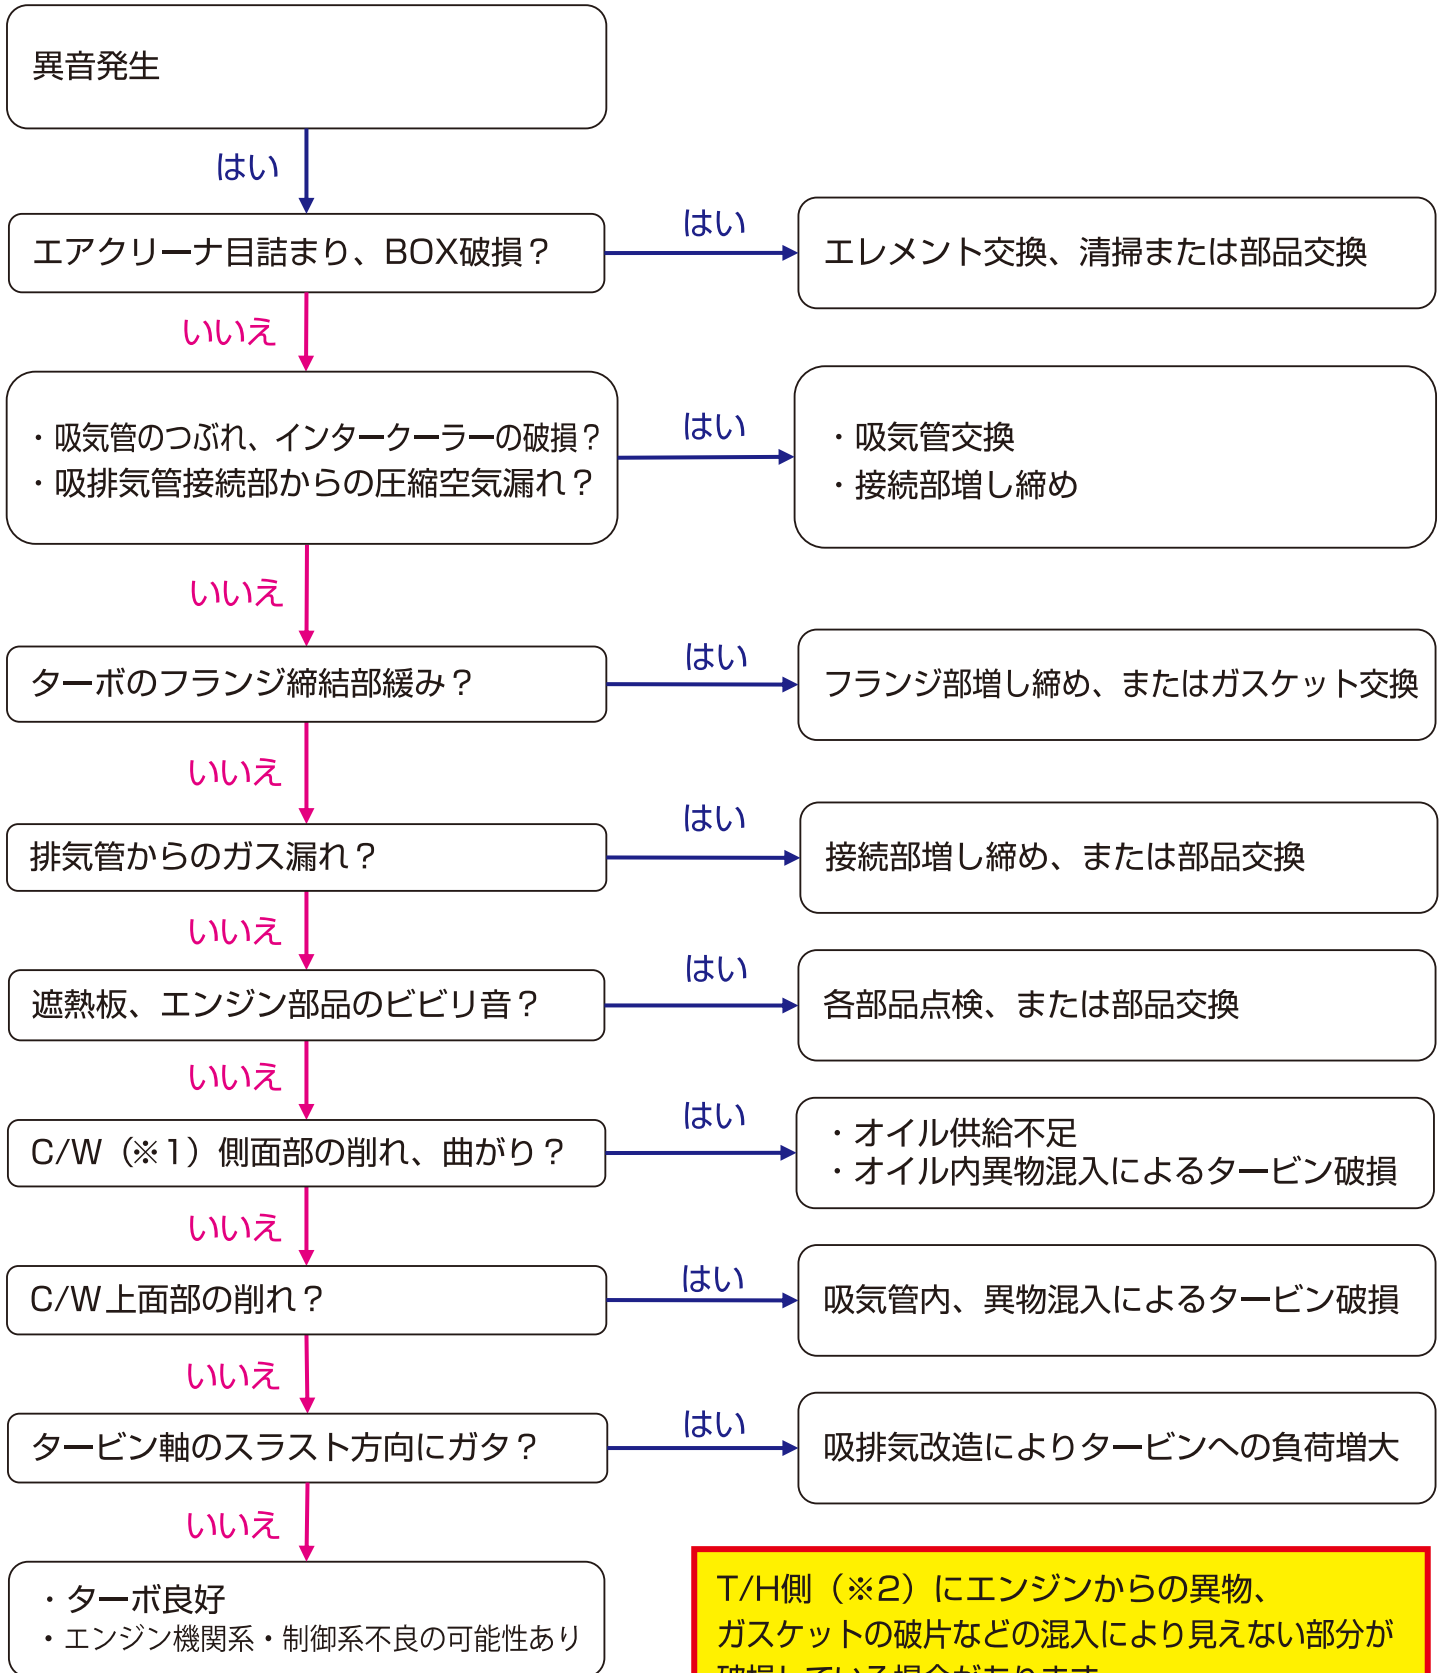 異音発生
はい
エアクリーナ目詰まり、BOX破損？
はい
エレメント交換、清掃または部品交換
いいえ
・吸気管のつぶれ、インタークーラーの破損？
・吸排気管接続部からの圧縮空気漏れ？
はい
・吸気管交換
・接続部増し締め
いいえ
ターボのフランジ締結部緩み？
はい
フランジ部増し締め、またはガスケット交換
いいえ
排気管からのガス漏れ？
はい
接続部増し締め、または部品交換
いいえ
遮熱板、エンジン部品のビビリ音？
はい
各部品点検、または部品交換
いいえ
C/W（※1）側面部の削れ、曲がり？
はい
・オイル供給不足
・オイル内異物混入によるタービン破損
いいえ
C/W上面部の削れ？
はい
吸気管内、異物混入によるタービン破損
いいえ
タービン軸のスラスト方向にガタ？
はい
吸排気改造によりタービンへの負荷増大
いいえ
・ターボ良好
・エンジン機関系・制御系不良の可能性あり
T/H側（※2）にエンジンからの異物、
ガスケットの破片などの混入により見えない部分が
破損している場合があります